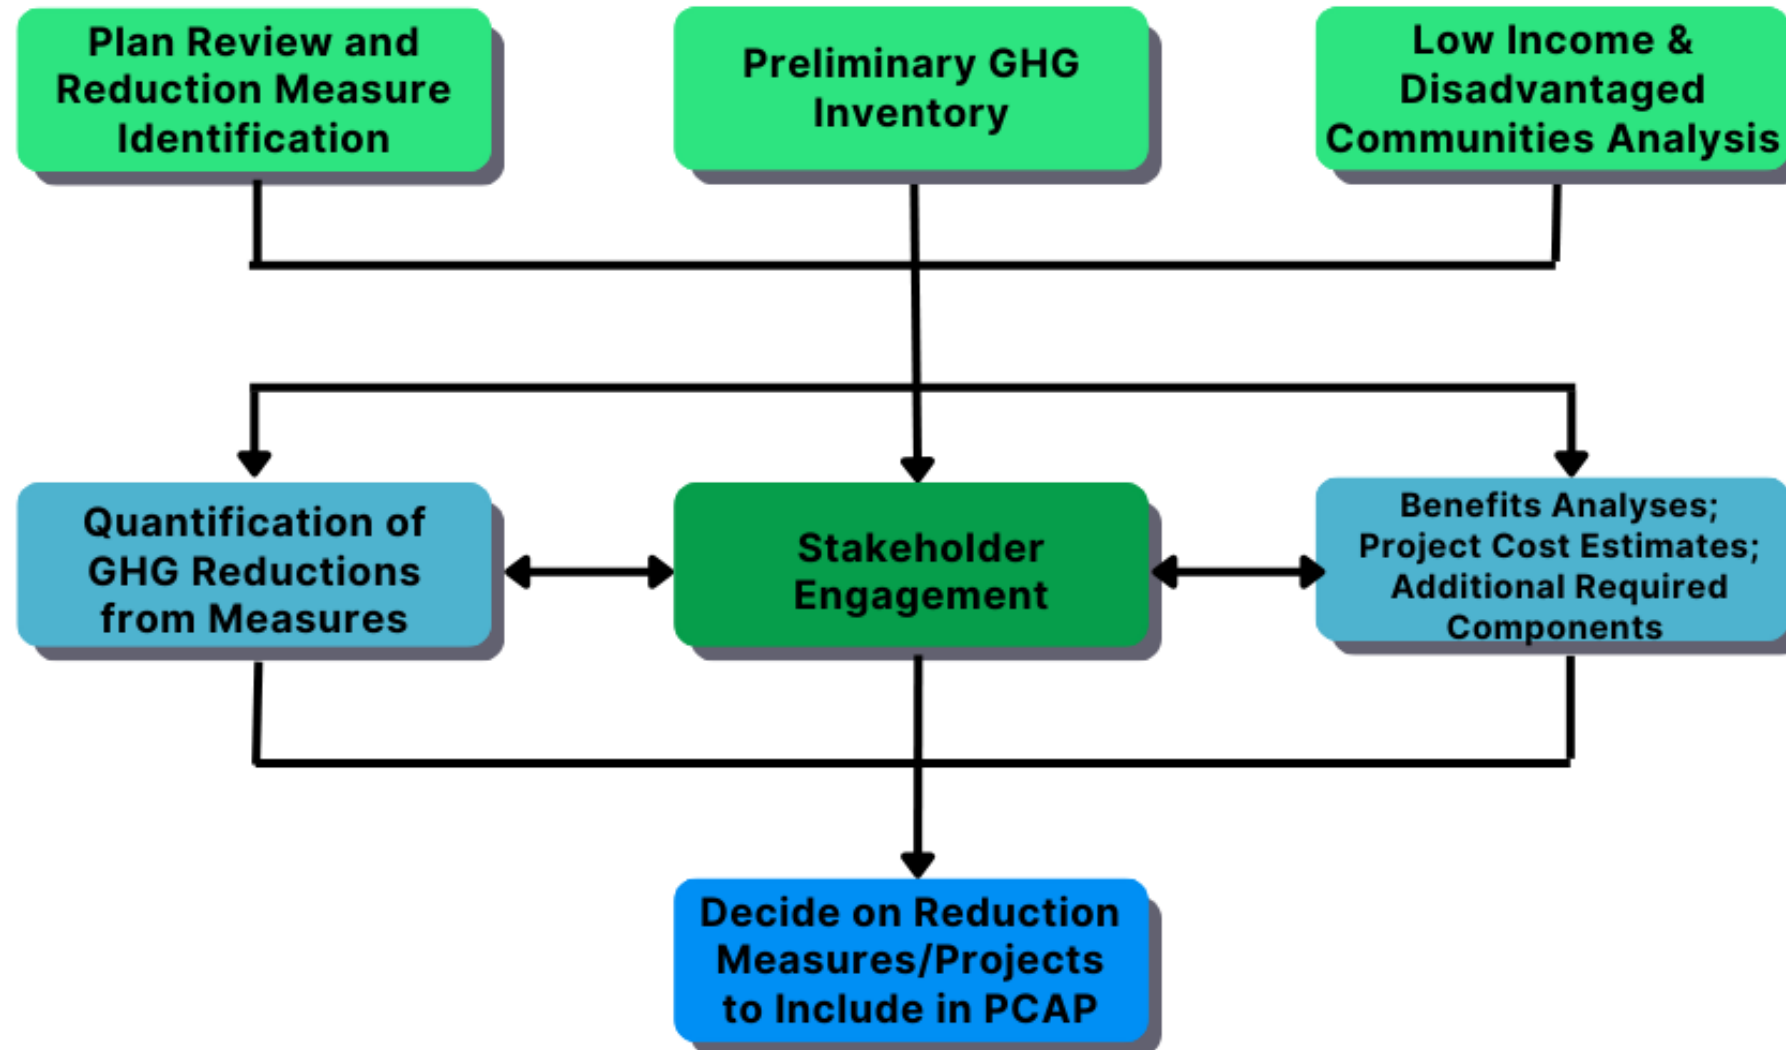 Plan Review and
Reduction Measure
Identification
Preliminary GHG
Inventory
Low Income &
Disadvantaged
Communities Analysis
Quantification of
GHG Reductions
from Measures
Stakeholder
Engagement
Benefits Analyses;
Project Cost Estimates;
Additional Required
Components
Decide on Reduction
Measures/Projects
to Include in PCAP